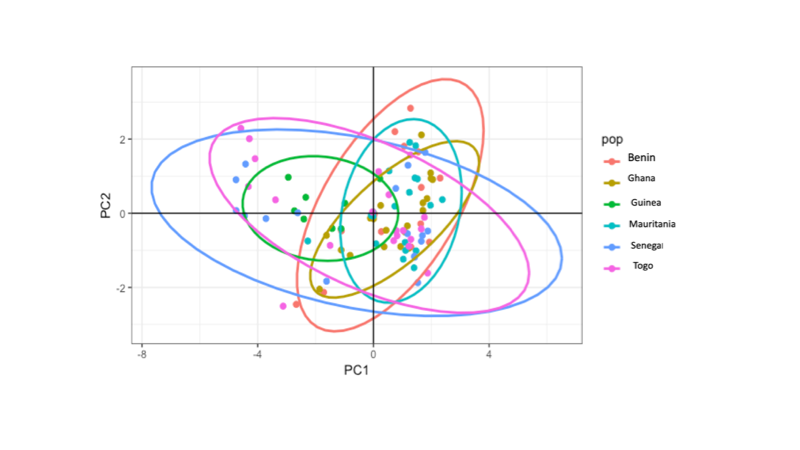 pop
Benin
Ghana
Guinea
Mauritania
Senegal
Togo
PC2
2
0
-2
-8
-4
0
4
PC1